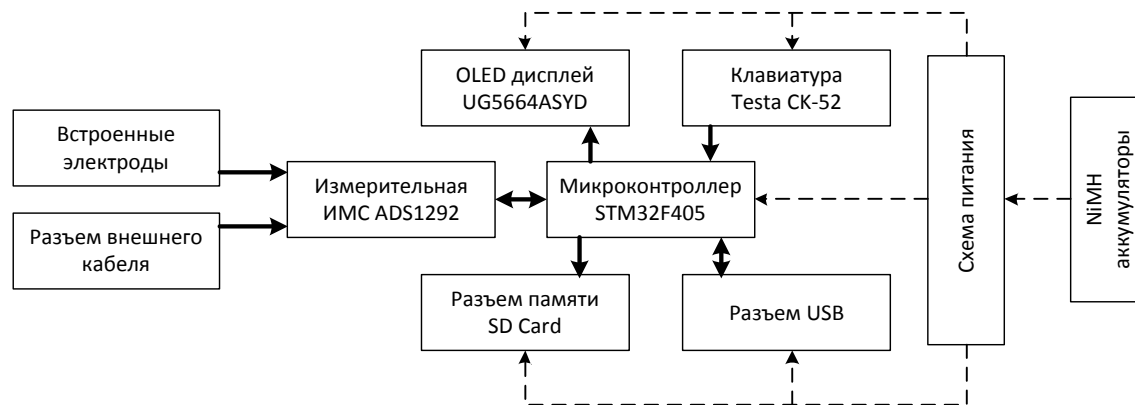 OLED дисплей
UG5664ASYD
Клавиатура
Testa CK-52
Встроенные
электроды
Измерительная
ИМС ADS1292
Микроконтроллер
STM32F405
Разъем внешнего
кабеля
Разъем памяти
SD Card
Разъем USB
Схема питания
NiMH
аккумуляторы